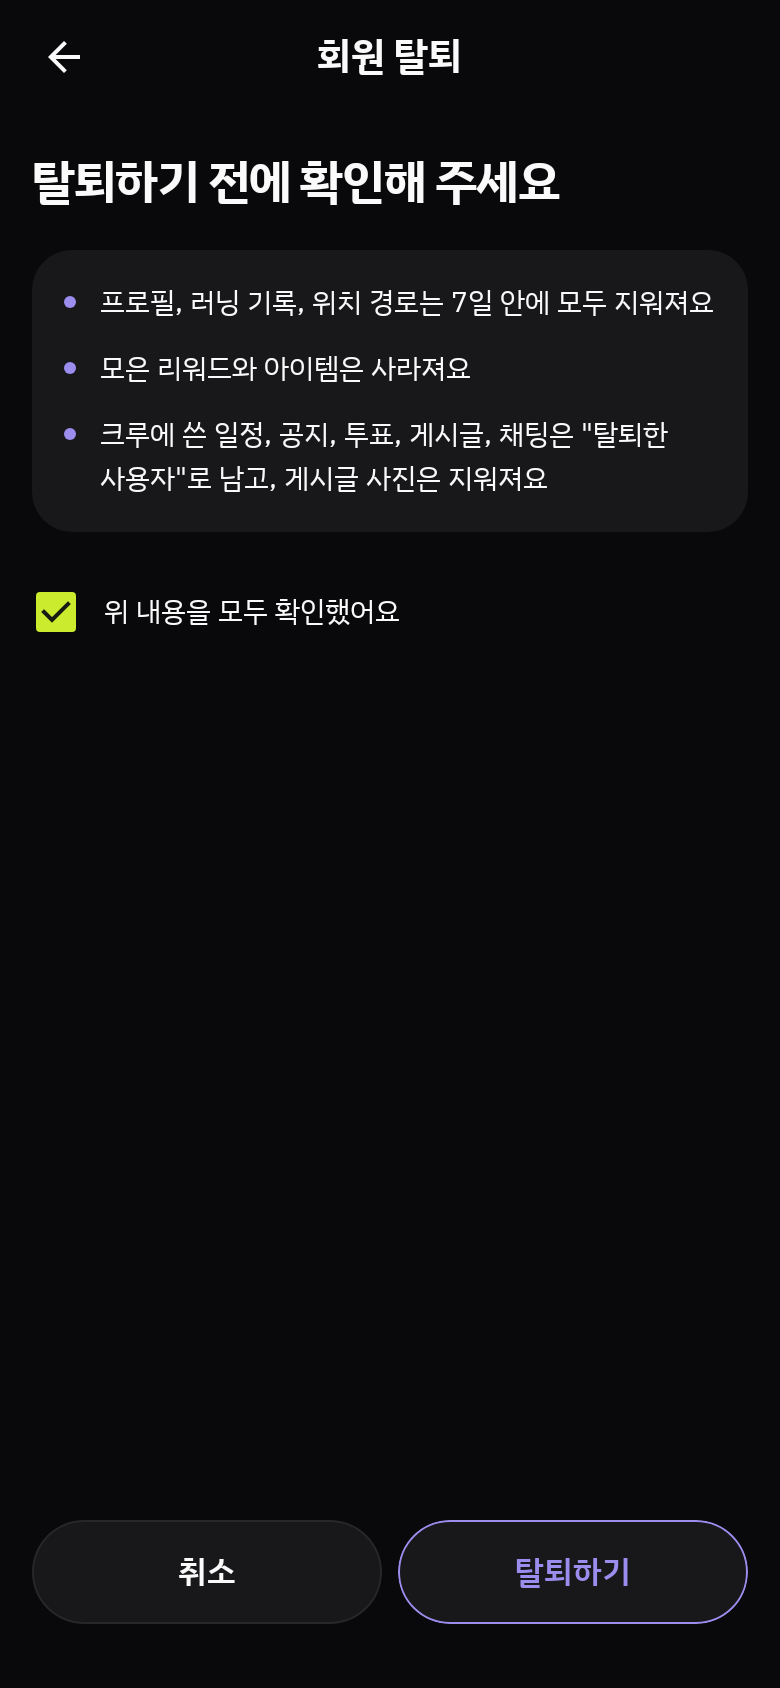 회원 탈퇴
탈퇴하기 전에 확인해 주세요
프로필, 러닝 기록, 위치 경로는 7일 안에 모두 지워져요
모은 리워드와 아이템은 사라져요
크루에 쓴 일정, 공지, 투표, 게시글, 채팅은 "탈퇴한
사용자"로 남고, 게시글 사진은 지워져요
위 내용을 모두 확인했어요
취소
탈퇴하기